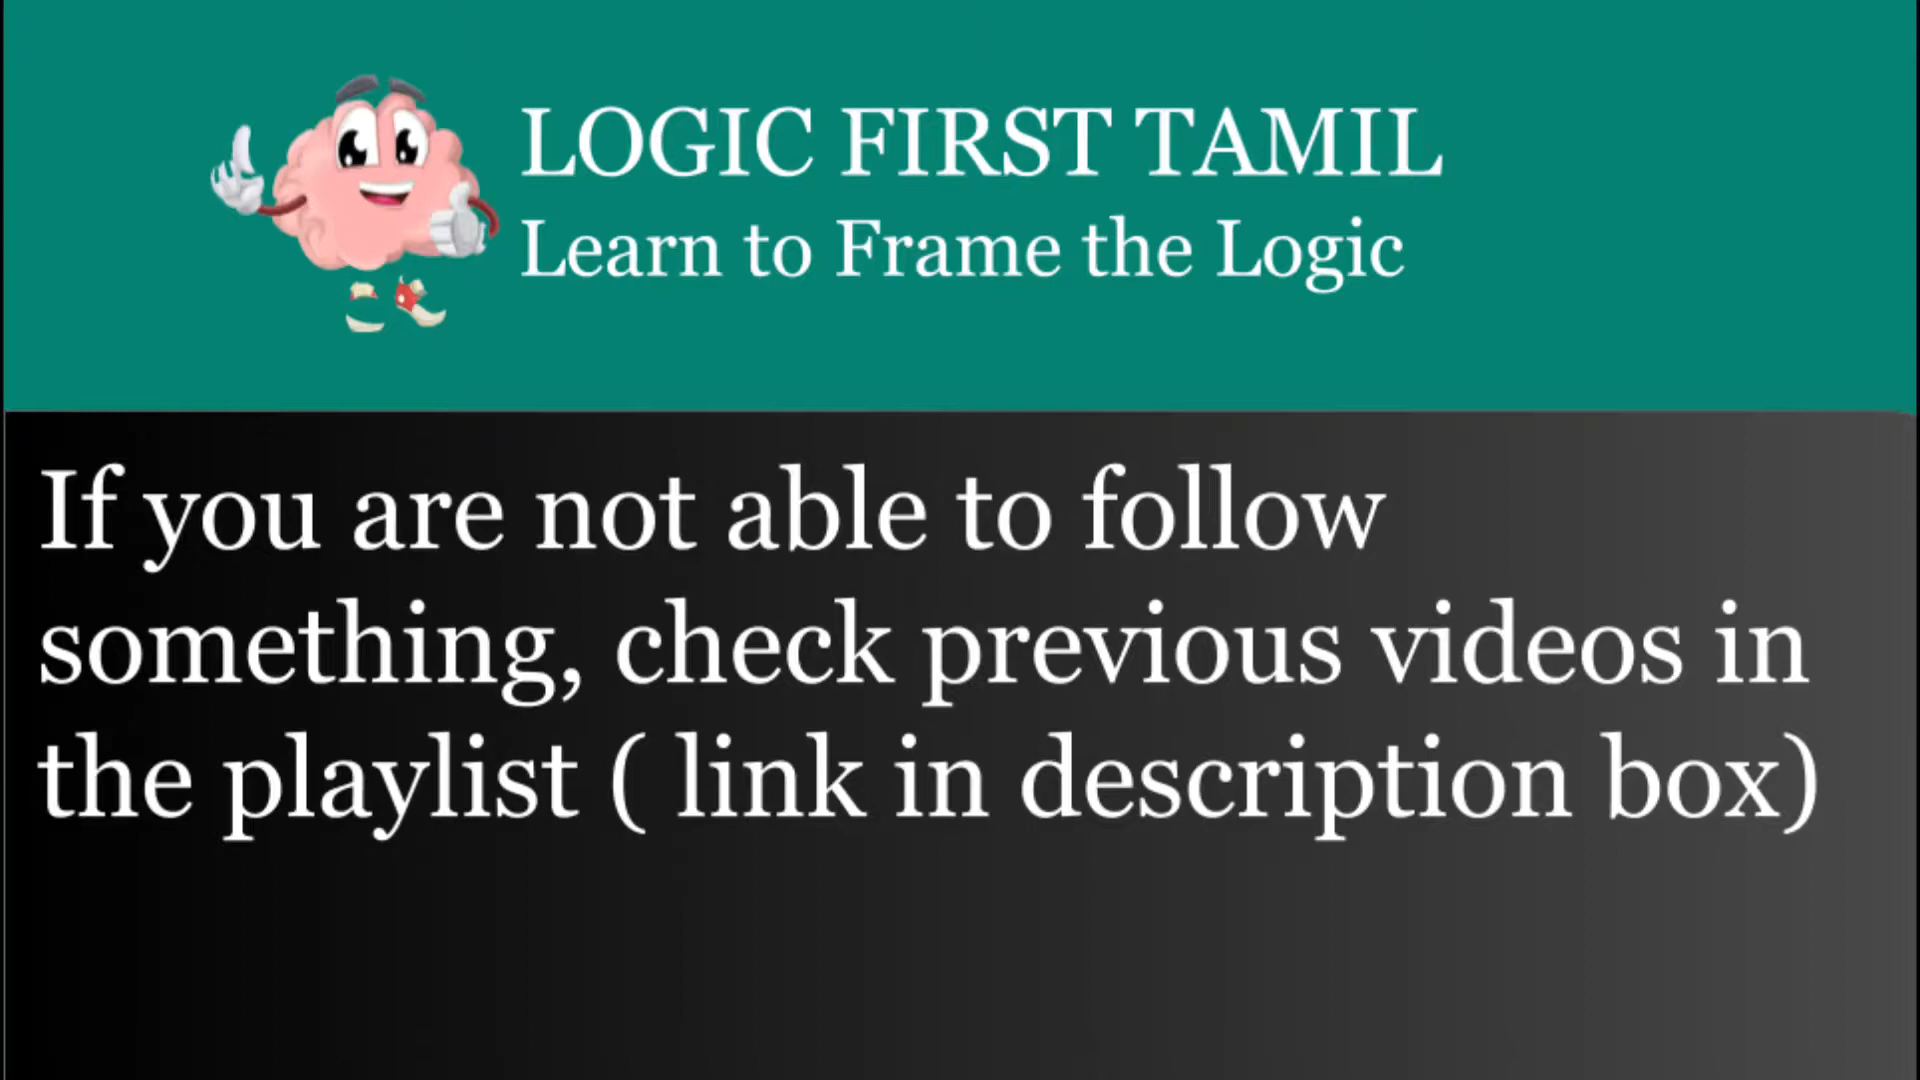 LOGIC FIRST TAMIL
Learn to Frame the Logic
If you are not able to follow
something, check previous videos in
the playlist ( link in description box)